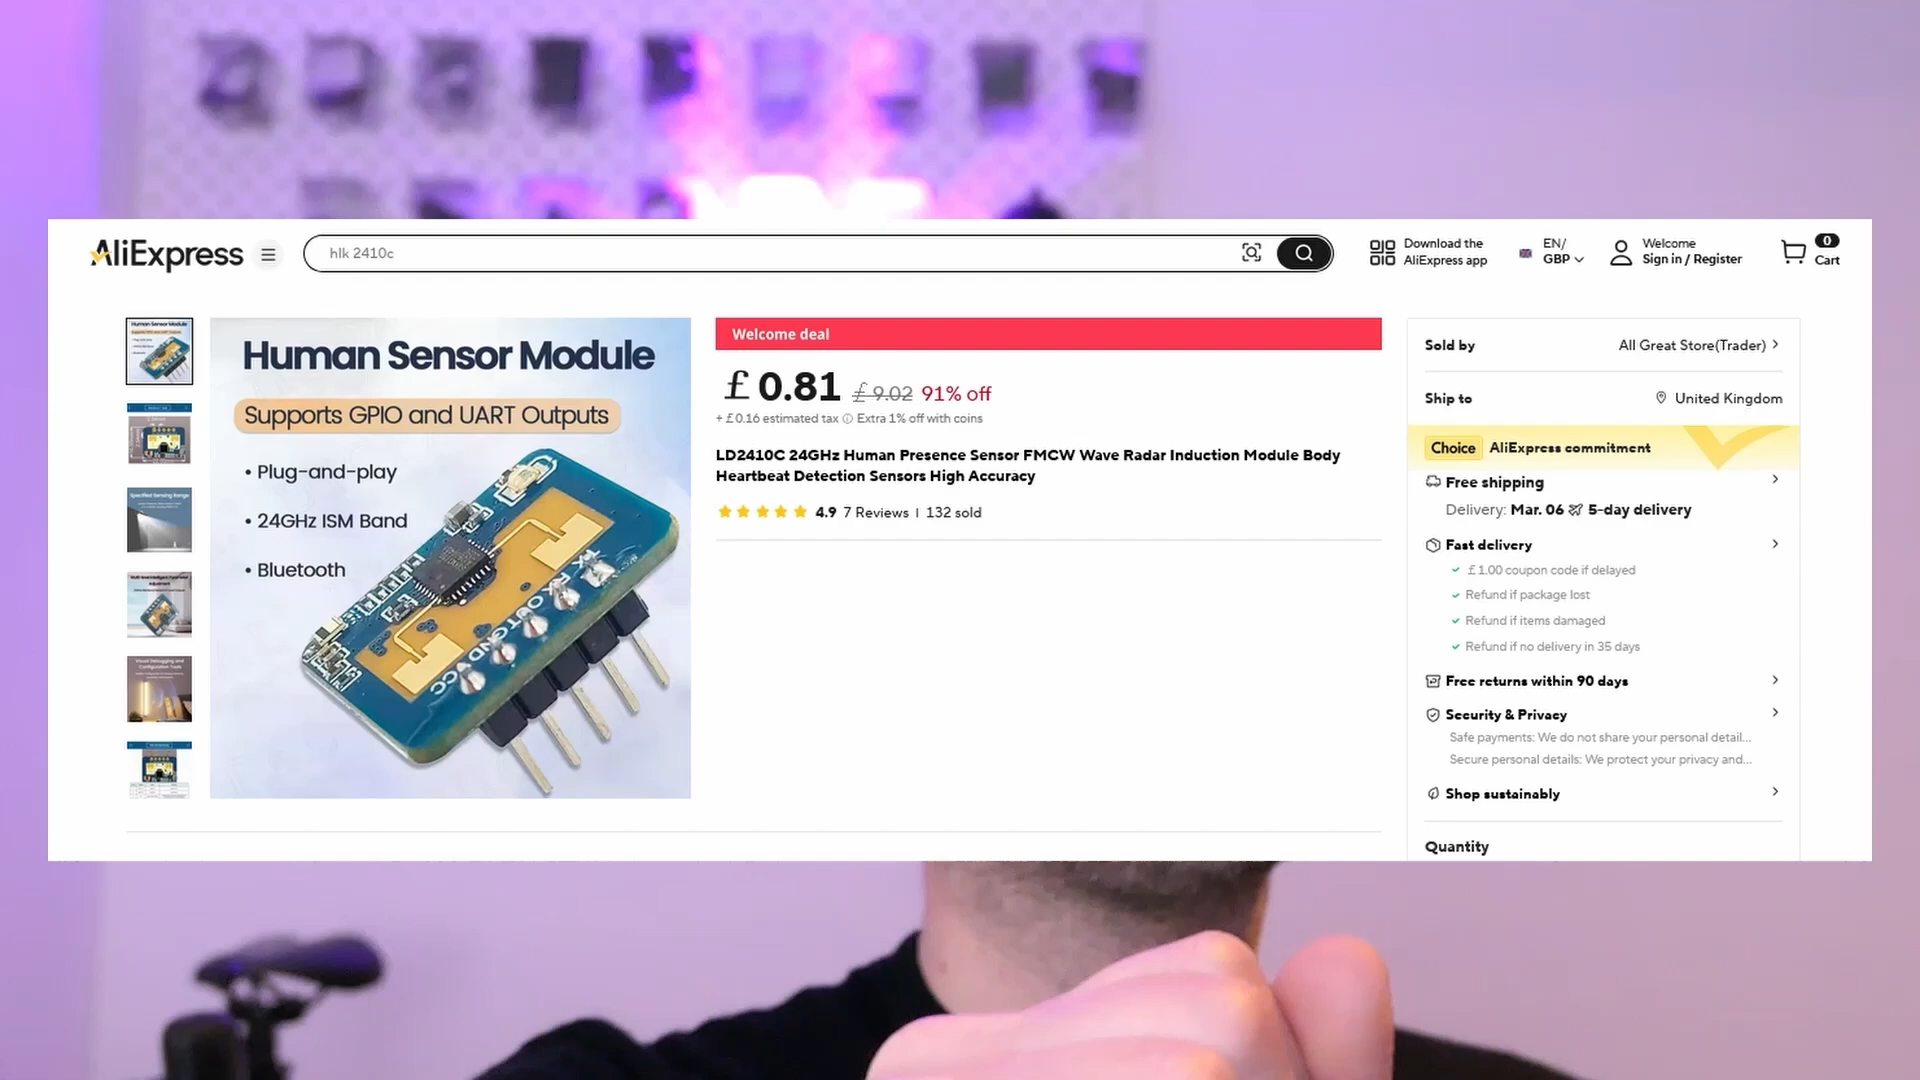 AliExpress
hlk 2410c
Download the
AliExpress app
EN/
GBP
Welcome
Sign in / Register
0
Cart
Human Sensor Module
Supports GPIO and UART Outputs
• Plug-and-play
• 24GHz ISM Band
• Bluetooth
TX
RX
OUT
GND
VCC
Welcome deal
£0.81 £9.02 91% off
+ £0.16 estimated tax Extra 1% off with coins
LD2410C 24GHz Human Presence Sensor FMCW Wave Radar Induction Module Body
Heartbeat Detection Sensors High Accuracy
4.9 7 Reviews | 132 sold
Sold by All Great Store(Trader)
Ship to United Kingdom
Choice AliExpress commitment
Free shipping
Delivery: Mar. 06 5-day delivery
Fast delivery
£1.00 coupon code if delayed
Refund if package lost
Refund if items damaged
Refund if no delivery in 35 days
Free returns within 90 days
Security & Privacy
Safe payments: We do not share your personal detail...
Secure personal details: We protect your privacy and...
Shop sustainably
Quantity